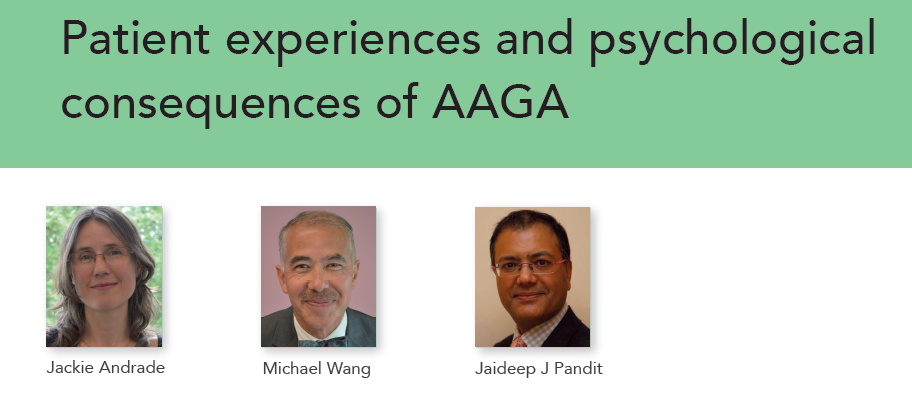 Patient experiences and psychological
consequences of AAGA
Jackie Andrade
Michael Wang
Jaideep J Pandit